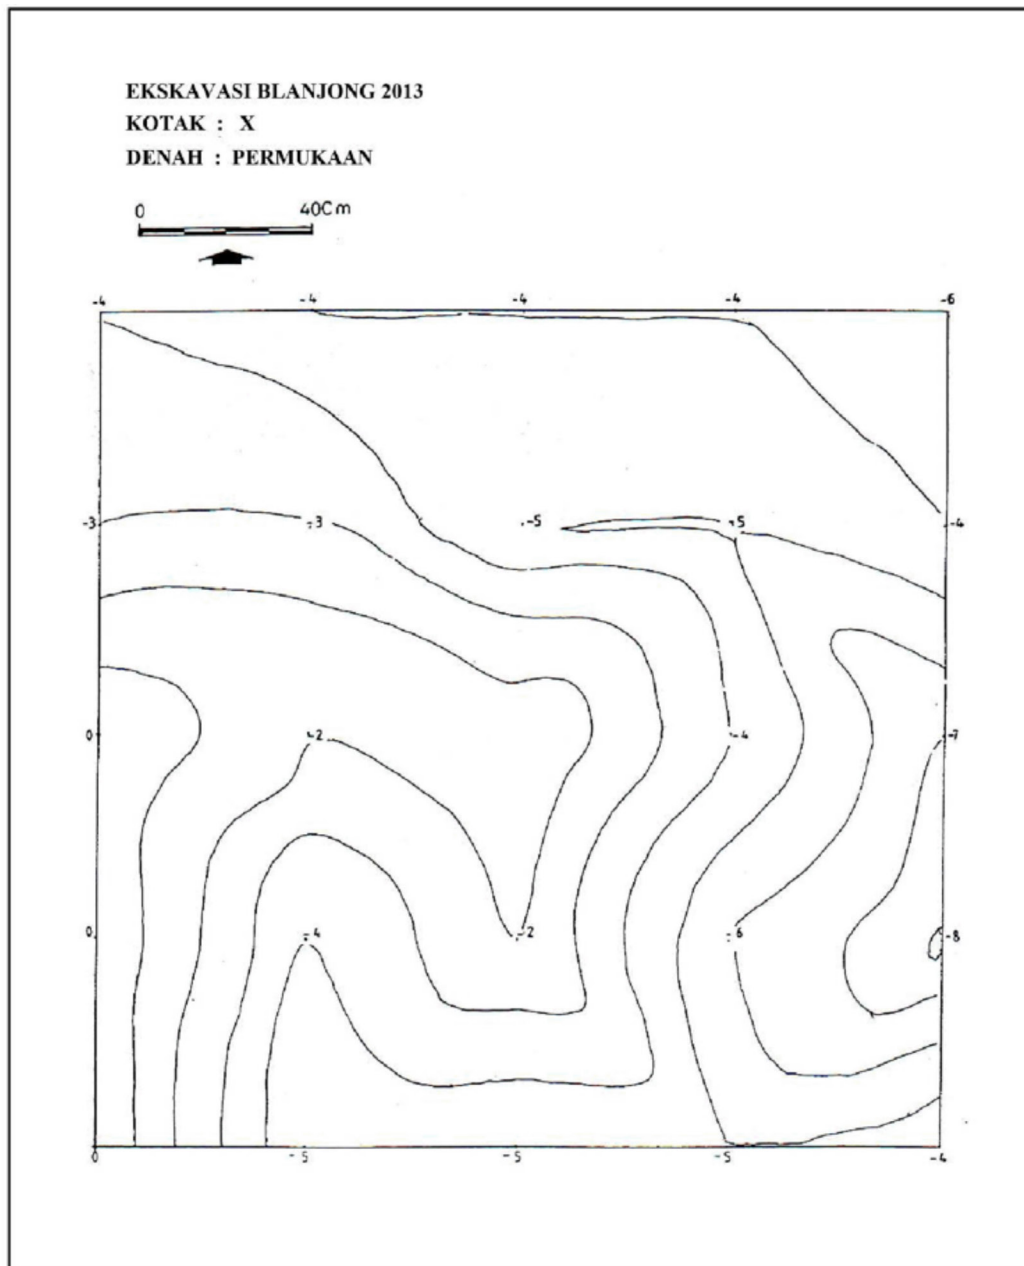 EKSKAVASI BLANJONG 2013
KOTAK : X
DENAH : PERMUKAAN
0 40Cm
-4 -4 -4 -4 -6
-3 -3 -5 -5 -4
0 -2 -4 -7
0 -4 -2 -6 -8
0 -5 -5 -5 -4